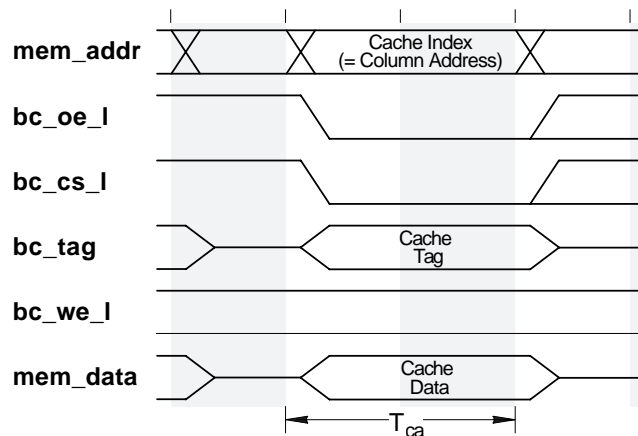 mem_addr
Cache Index
(= Column Address)
bc_oe_l
bc_cs_l
bc_tag
Cache
Tag
bc_we_l
mem_data
Cache
Data
Tca